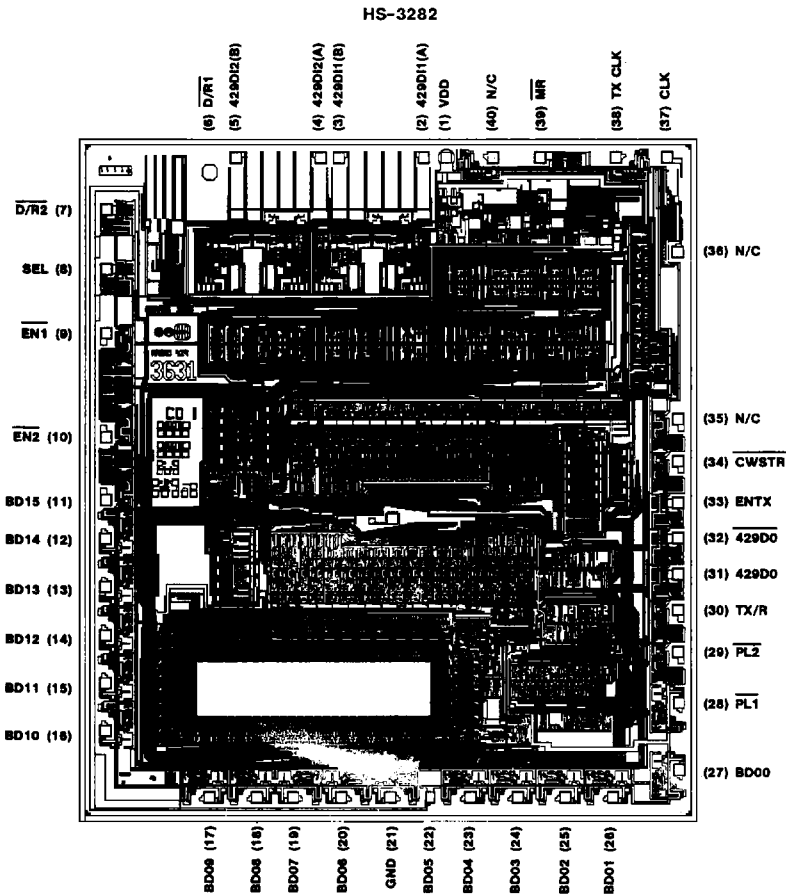 HS-3282
(6) D/R1
(5) 429DI2(B)
(4) 429DI2(A)
(3) 429DI1(B)
(2) 429DI1(A)
(1) VDD
(40) N/C
(39) MR
(38) TX CLK
(37) CLK
D/R2 (7)
SEL (8)
EN1 (9)
EN2 (10)
BD15 (11)
BD14 (12)
BD13 (13)
BD12 (14)
BD11 (15)
BD10 (16)
3631
(36) N/C
(35) N/C
(34) CWSTR
(33) ENTX
(32) 429D0
(31) 429D0
(30) TX/R
(29) PL2
(28) PL1
(27) BD00
BD09 (17)
BD08 (18)
BD07 (19)
BD06 (20)
GND (21)
BD05 (22)
BD04 (23)
BD03 (24)
BD02 (25)
BD01 (26)